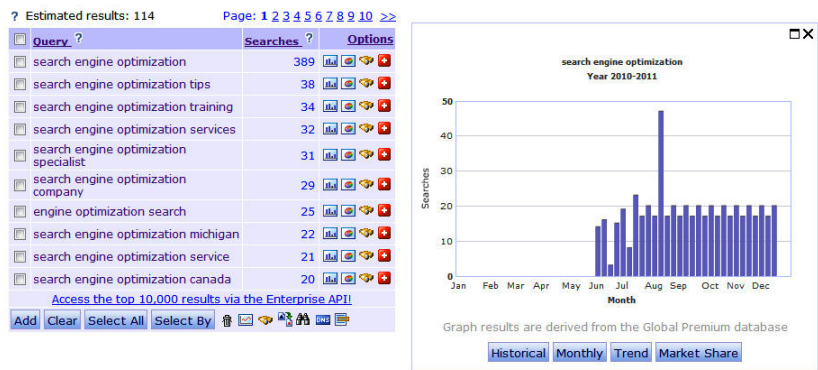 ? Estimated results: 114 Page: 1 2 3 4 5 6 7 8 9 10 >>
Query ? Searches ? Options
search engine optimization 389
search engine optimization tips 38
search engine optimization training 34
search engine optimization services 32
search engine optimization
specialist 31
search engine optimization
company 29
engine optimization search 25
search engine optimization michigan 22
search engine optimization service 21
search engine optimization canada 20
Access the top 10,000 results via the Enterprise API!
Add Clear Select All Select By DNS
search engine optimization
Year 2010-2011
50
40
30
20
10
0
Searches
Jan Feb Mar Apr May Jun Jul Aug Sep Oct Nov Dec
Month
Graph results are derived from the Global Premium database
Historical Monthly Trend Market Share